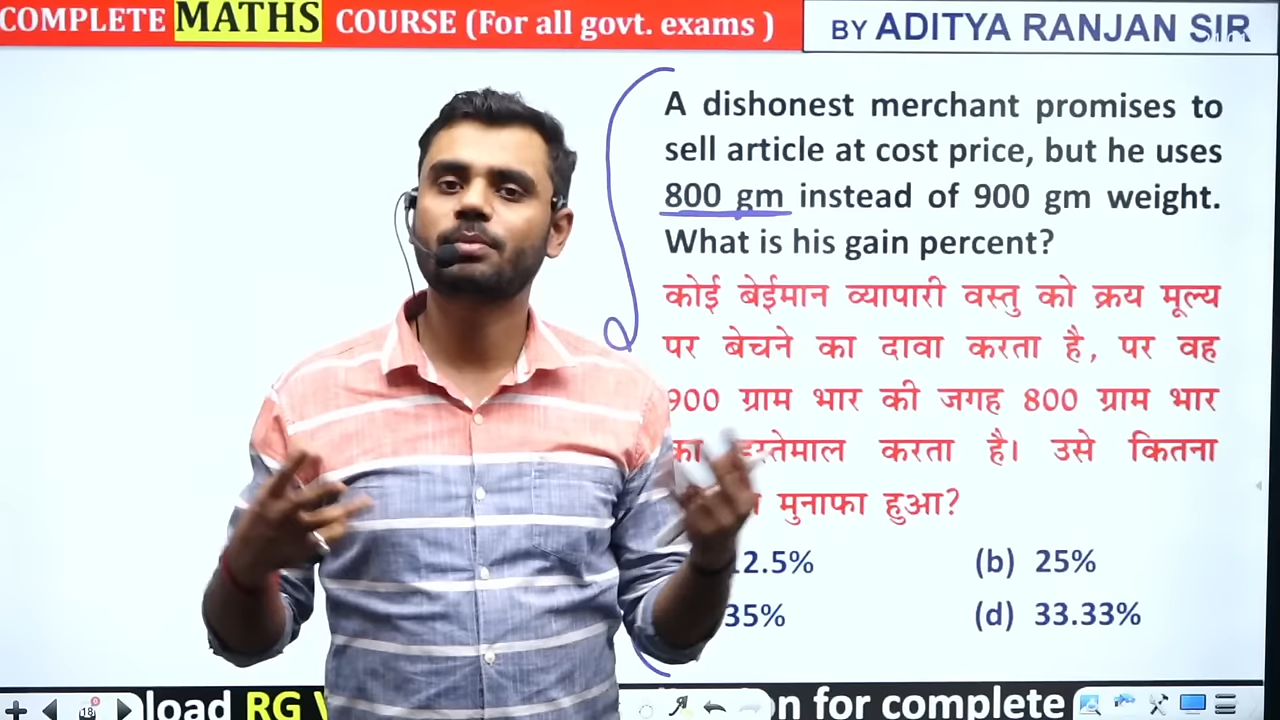 COMPLETE MATHS COURSE (For all govt. exams )
BY ADITYA RANJAN SIR
A dishonest merchant promises to
sell article at cost price, but he uses
800 gm instead of 900 gm weight.
What is his gain percent?
कोई बेईमान व्यापारी वस्तु को क्रय मूल्य
पर बेचने का दावा करता है, पर वह
900 ग्राम भार की जगह 800 ग्राम भार
का इस्तेमाल करता है। उसे कितना
मुनाफा हुआ?
12.5% (b) 25%
35% (d) 33.33%
18
load RG
n for complete